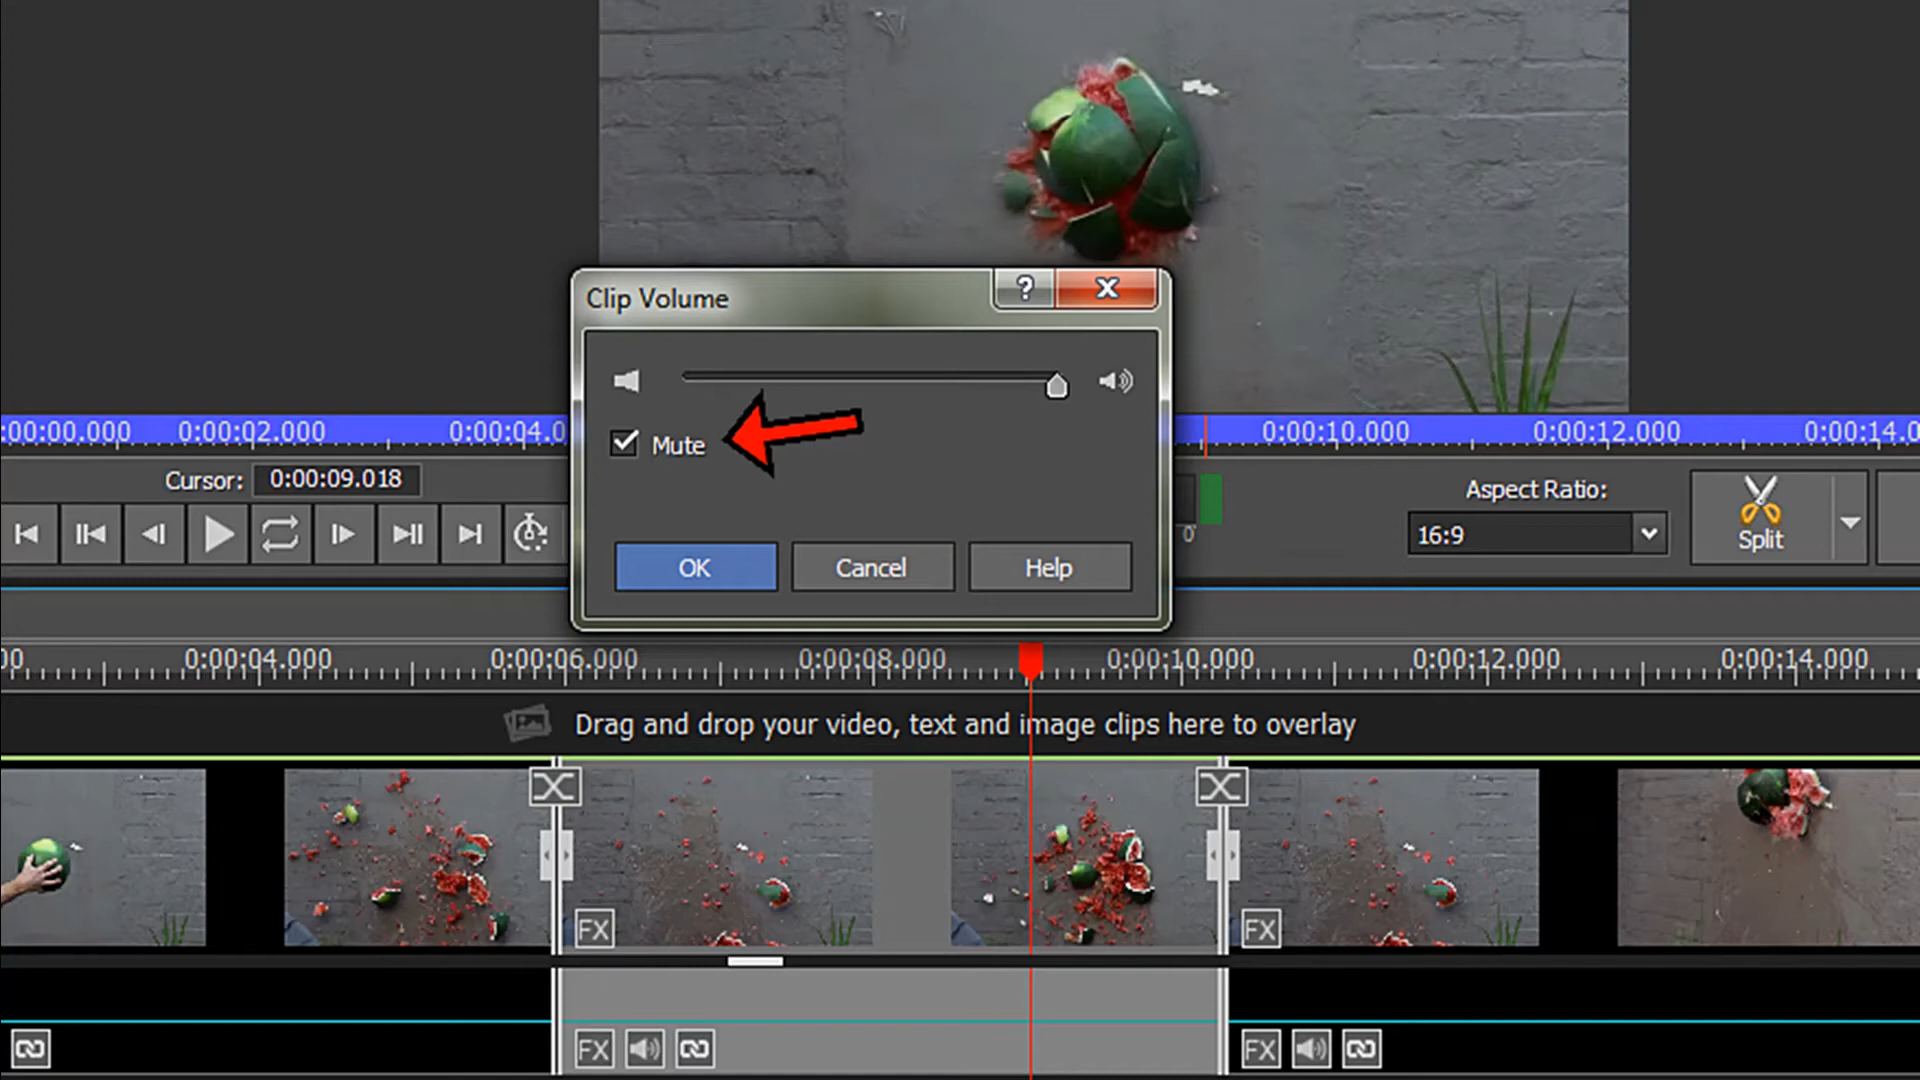 Clip Volume
?
Mute
OK
Cancel
Help
:00:00.000 0:00:02.000 0:00:04.0 0:00:10.000 0:00:12.000 0:00:14.0
Cursor: 0:00:09.018
0
Aspect Ratio:
16:9
Split
00 0:00:04.000 0:00:06.000 0:00:08.000 0:00:10.000 0:00:12.000 0:00:14.000
Drag and drop your video, text and image clips here to overlay
FX FX
FX FX